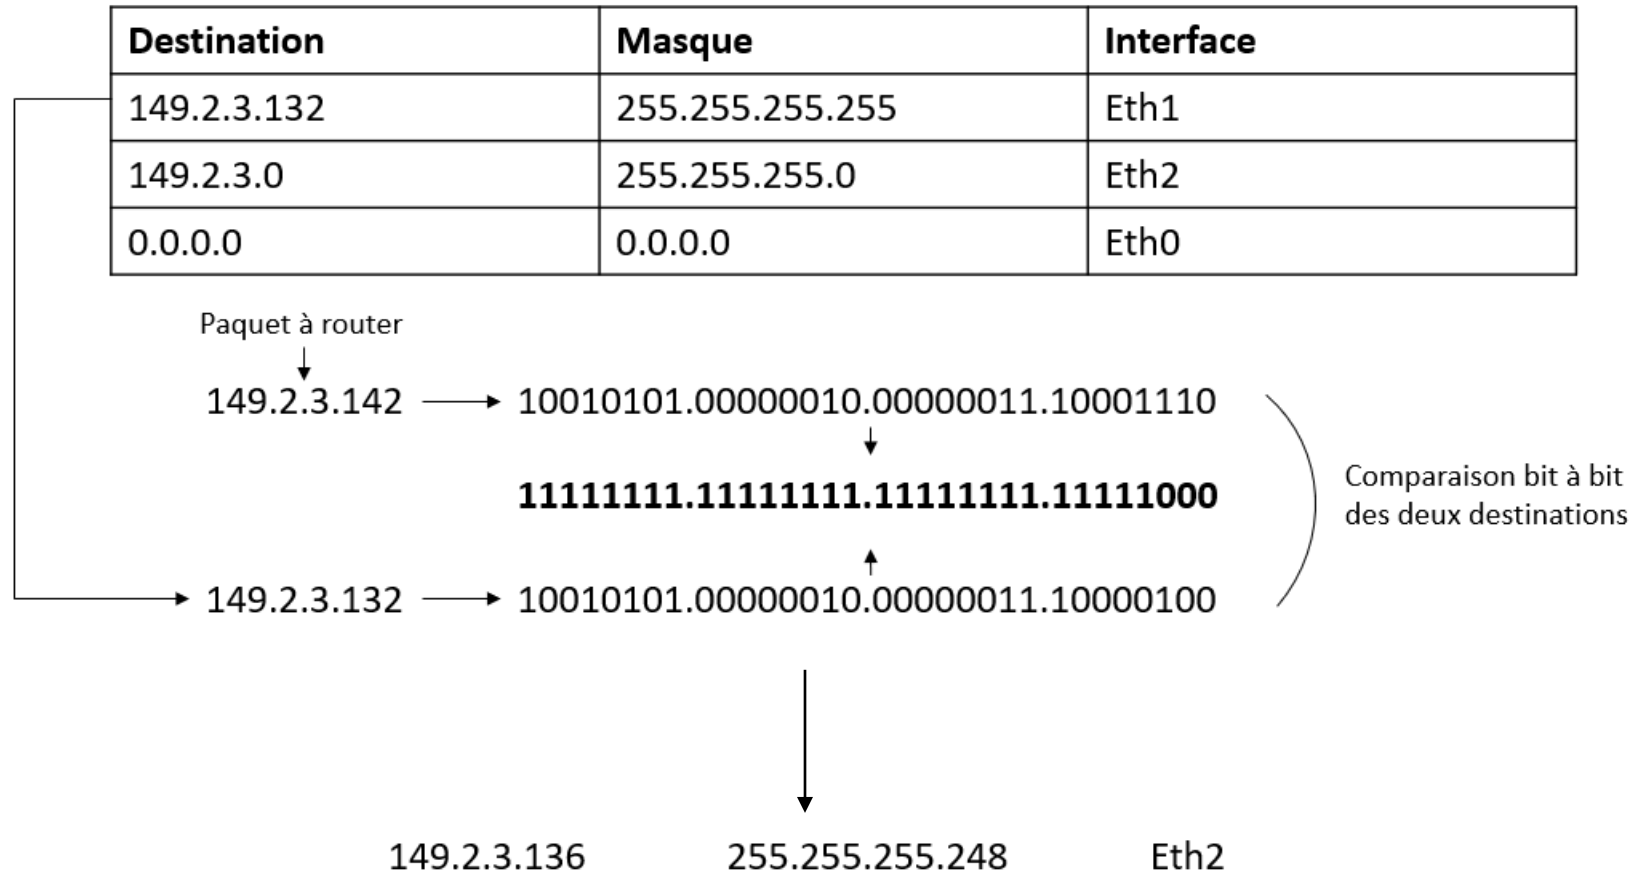 Destination Masque Interface
149.2.3.132 255.255.255.255 Eth1
149.2.3.0 255.255.255.0 Eth2
0.0.0.0 0.0.0.0 Eth0
Paquet à router
149.2.3.142 10010101.00000010.00000011.10001110
11111111.11111111.11111111.11111000
Comparaison bit à bit
des deux destinations
149.2.3.132 10010101.00000010.00000011.10000100
149.2.3.136 255.255.255.248 Eth2